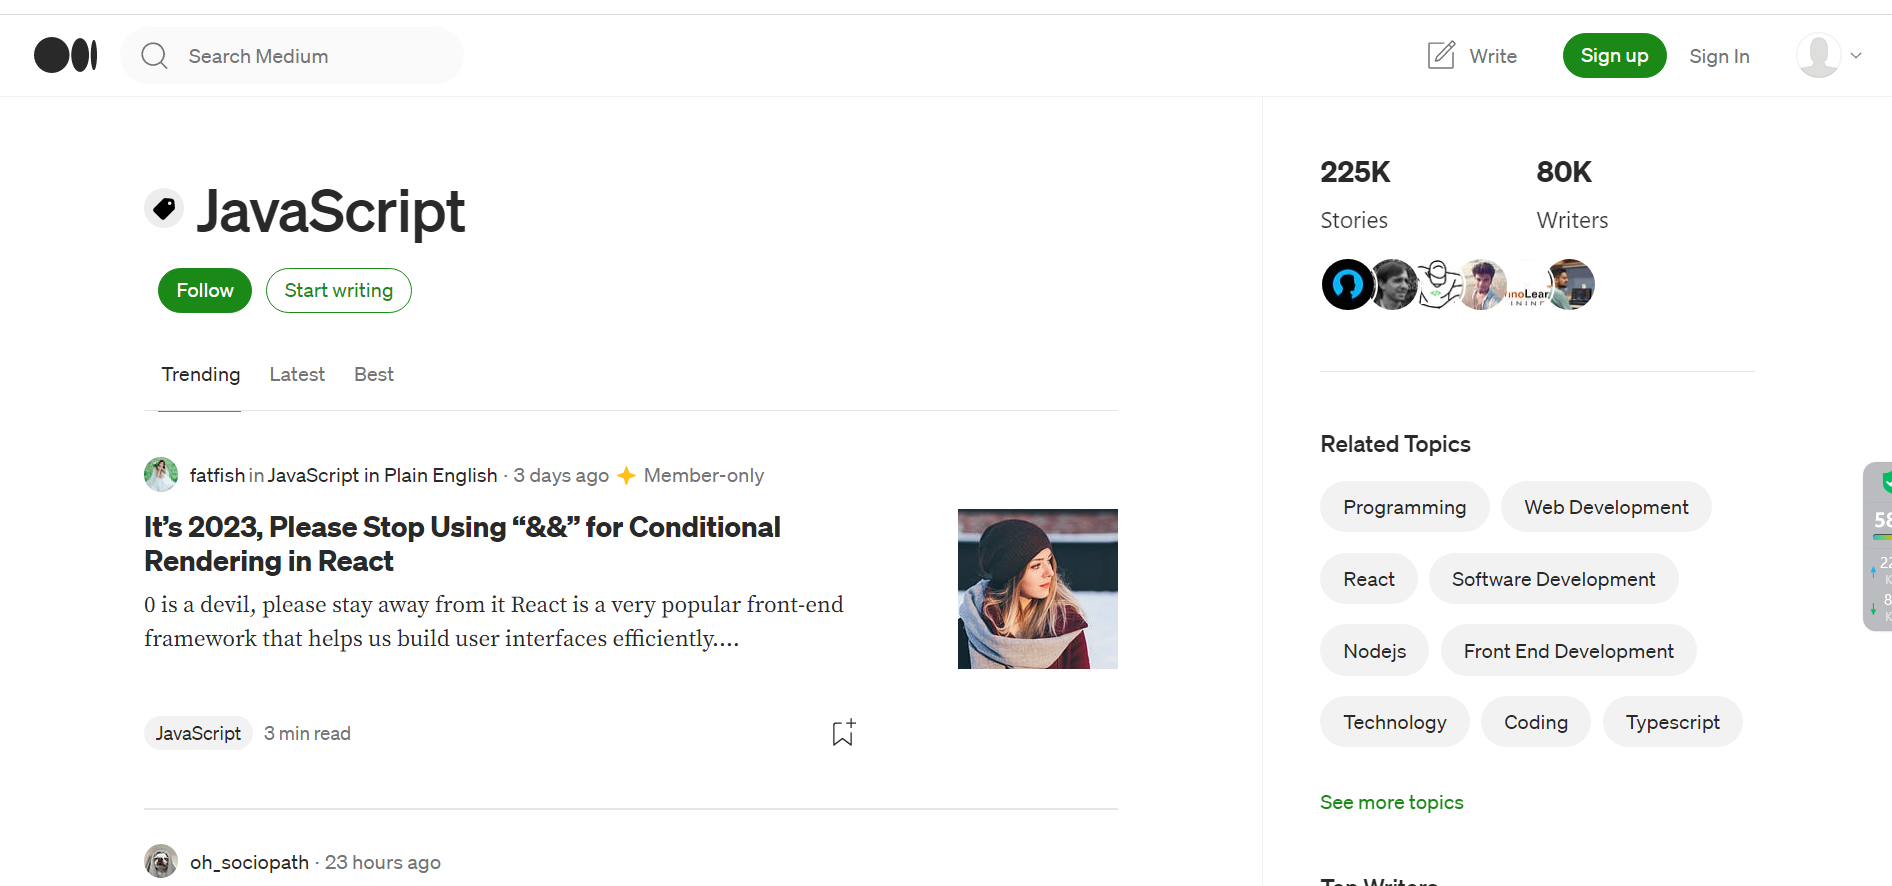 Search Medium
Write
Sign up
Sign In
JavaScript
Follow
Start writing
Trending
Latest
Best
fatfish in JavaScript in Plain English · 3 days ago Member-only
It’s 2023, Please Stop Using “&&” for Conditional
Rendering in React
0 is a devil, please stay away from it React is a very popular front-end
framework that helps us build user interfaces efficiently....
JavaScript
3 min read
oh_sociopath · 23 hours ago
225K
Stories
80K
Writers
Related Topics
Programming
Web Development
React
Software Development
Nodejs
Front End Development
Technology
Coding
Typescript
See more topics
Top Writers